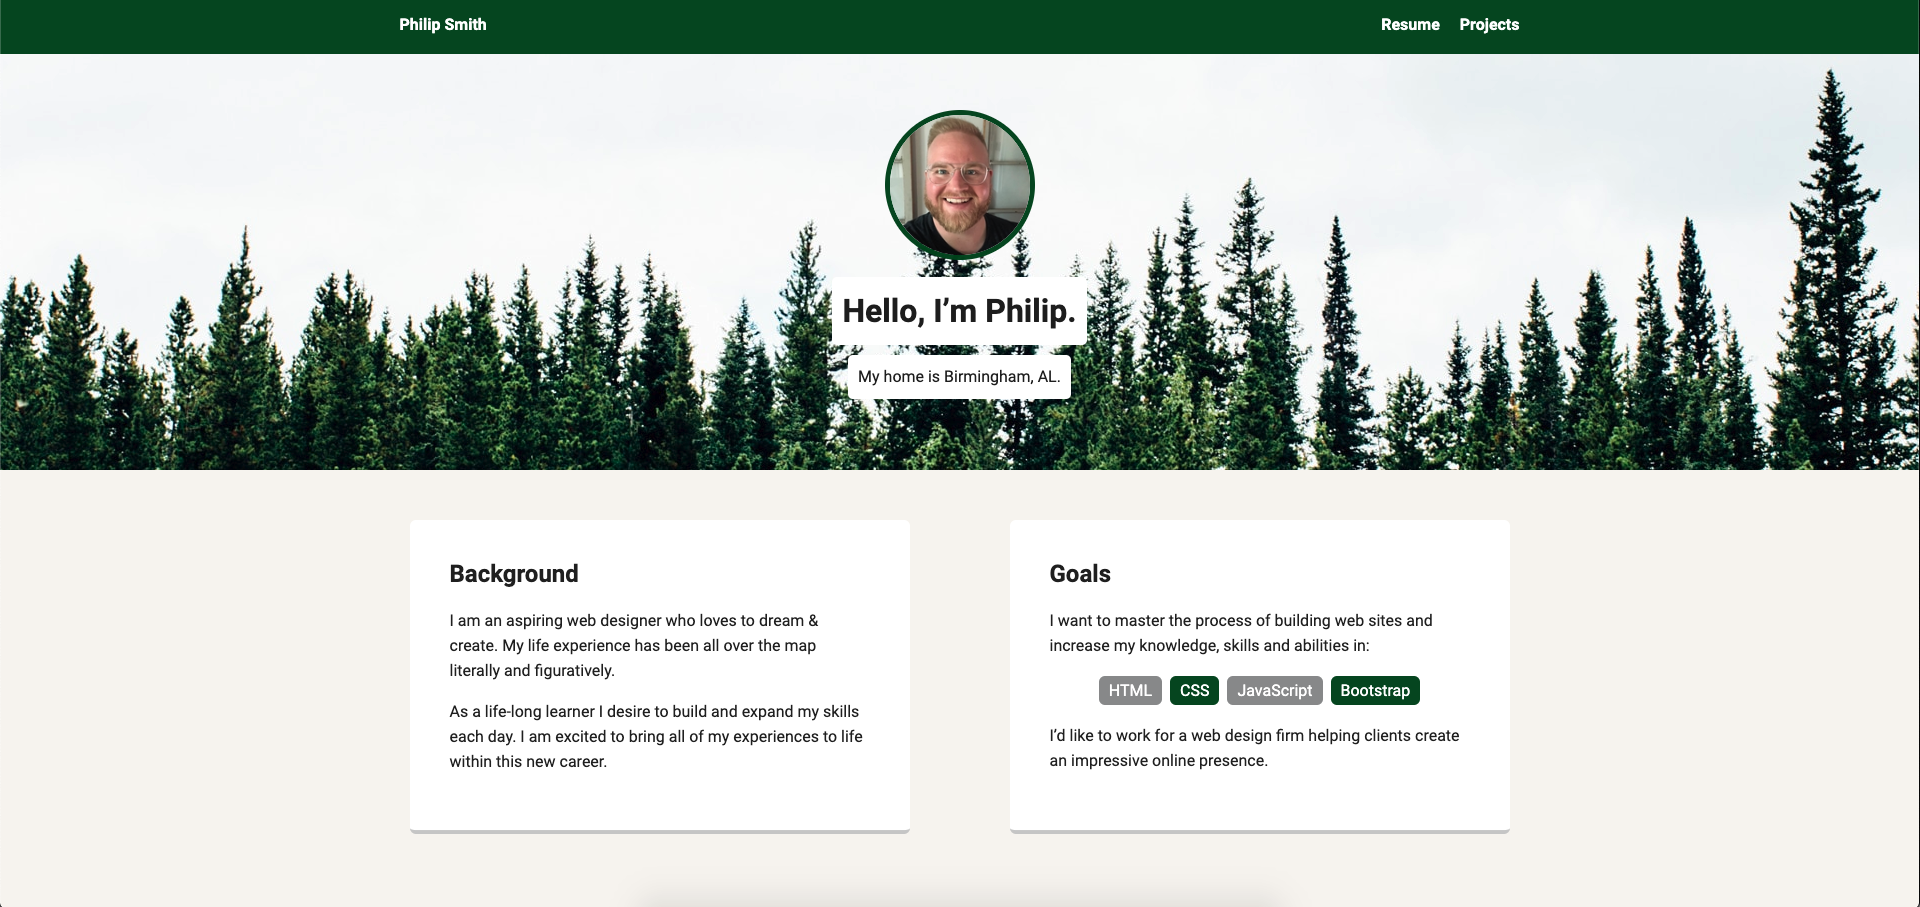 Philip Smith
Resume Projects
Hello, I’m Philip.
My home is Birmingham, AL.
Background
I am an aspiring web designer who loves to dream &
create. My life experience has been all over the map
literally and figuratively.
As a life-long learner I desire to build and expand my skills
each day. I am excited to bring all of my experiences to life
within this new career.
Goals
I want to master the process of building web sites and
increase my knowledge, skills and abilities in:
HTML CSS JavaScript Bootstrap
I’d like to work for a web design firm helping clients create
an impressive online presence.